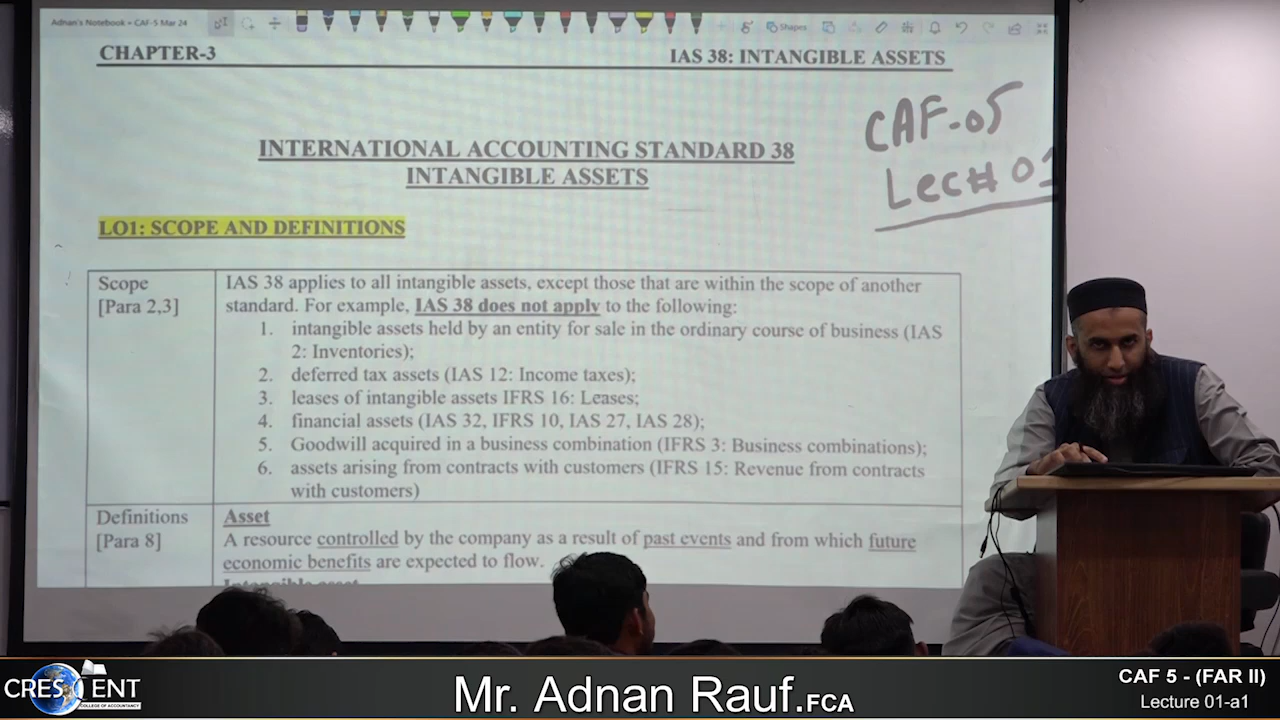 Adnan's Notebook » CAF-5 Mar 24
Shapes
CHAPTER-3 IAS 38: INTANGIBLE ASSETS
CAF-05
Lec# 01
INTERNATIONAL ACCOUNTING STANDARD 38
INTANGIBLE ASSETS
LO1: SCOPE AND DEFINITIONS
Scope
[Para 2,3]
IAS 38 applies to all intangible assets, except those that are within the scope of another
standard. For example, IAS 38 does not apply to the following:
1. intangible assets held by an entity for sale in the ordinary course of business (IAS
2: Inventories);
2. deferred tax assets (IAS 12: Income taxes);
3. leases of intangible assets IFRS 16: Leases;
4. financial assets (IAS 32, IFRS 10, IAS 27, IAS 28);
5. Goodwill acquired in a business combination (IFRS 3: Business combinations);
6. assets arising from contracts with customers (IFRS 15: Revenue from contracts
with customers)
Definitions
[Para 8]
Asset
A resource controlled by the company as a result of past events and from which future
economic benefits are expected to flow.
Intangible asset
CRESCENT
COLLEGE OF ACCOUNTANCY
Mr. Adnan Rauf.FCA
CAF 5 - (FAR II)
Lecture 01-a1